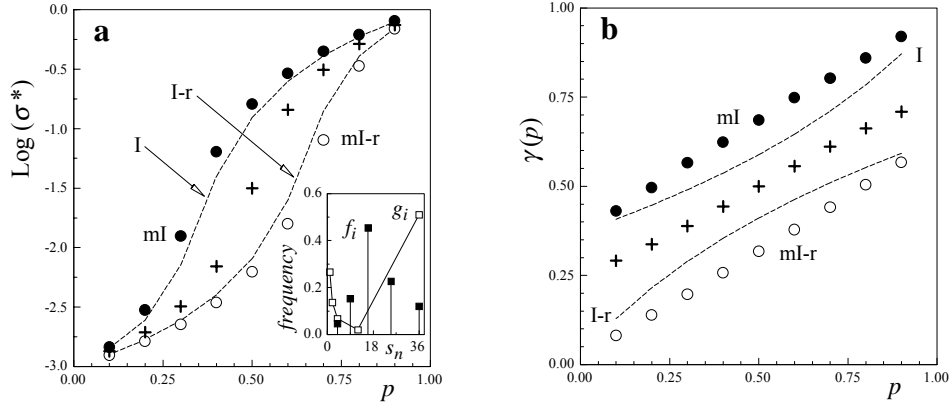 a
Log (σ*)
0.0
-0.5
-1.0
-1.5
-2.0
-2.5
-3.0
I-r
I
mI
mI-r
0.6
0.4
0.2
0.0
frequency
f_i
g_i
0 18 36
s_n
0.00 0.25 0.50 0.75 1.00
p
b
γ(p)
1.00
0.75
0.50
0.25
0.00
mI
I
mI-r
I-r
0.00 0.25 0.50 0.75 1.00
p